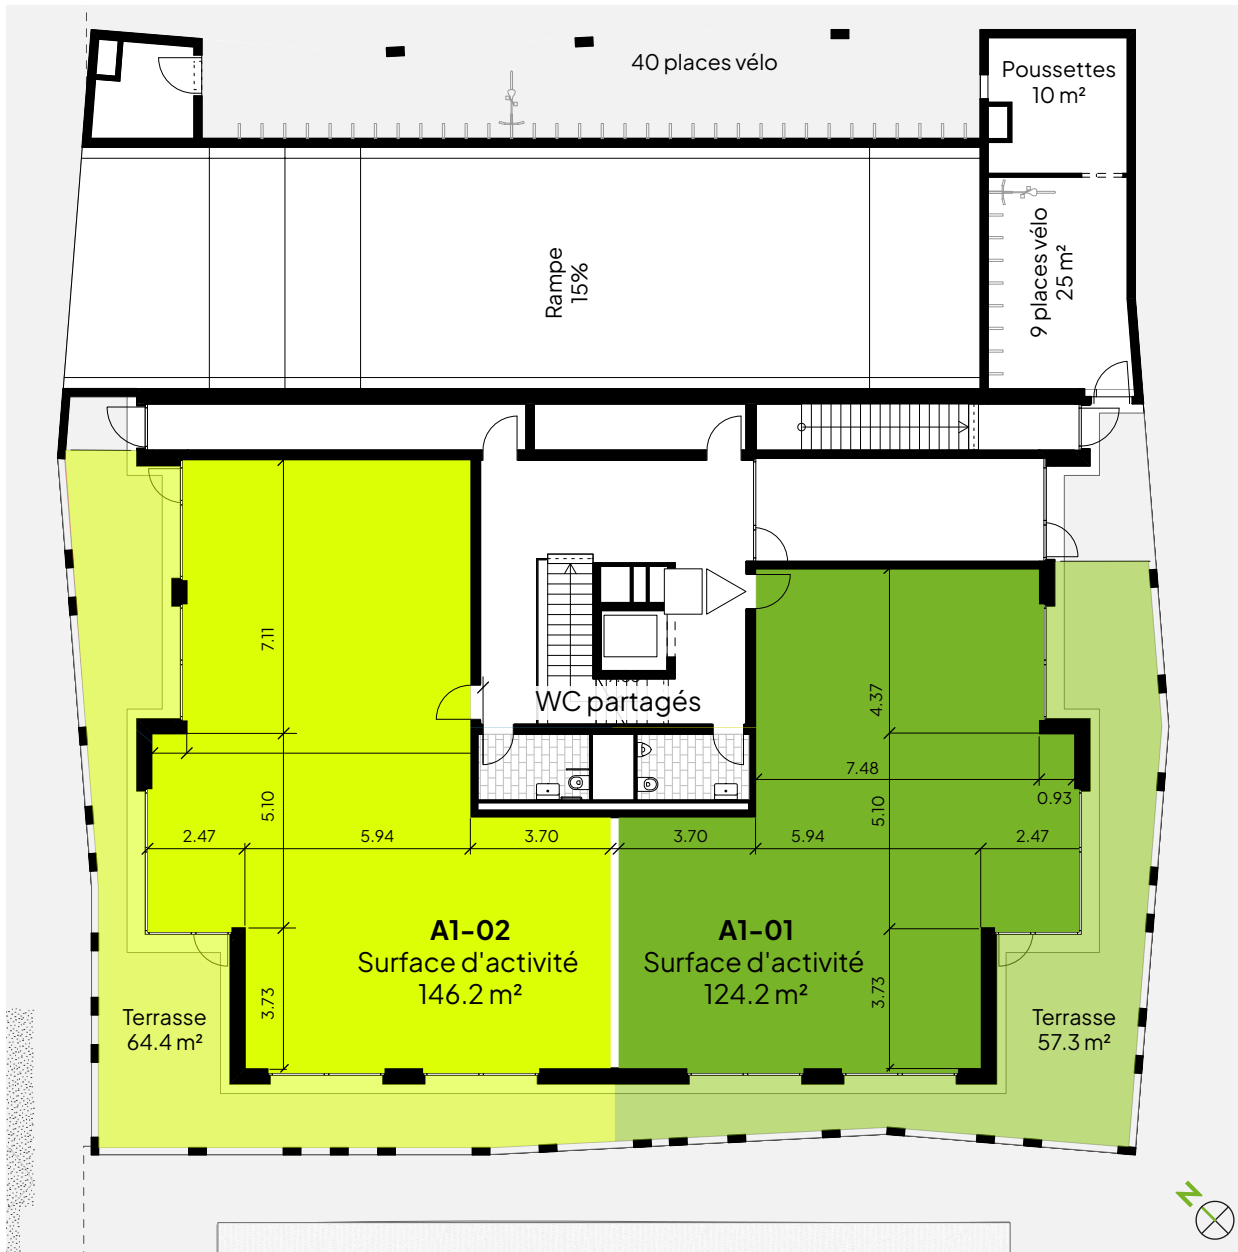 40 places vélo
Poussettes
10 m²
9 places vélo
25 m²
Rampe
15%
7.11
WC partagés
4.37
7.48
0.93
5.10
5.10
2.47
5.94
3.70
3.70
5.94
2.47
A1-02
Surface d'activité
146.2 m²
A1-01
Surface d'activité
124.2 m²
3.73
3.73
Terrasse
64.4 m²
Terrasse
57.3 m²
N